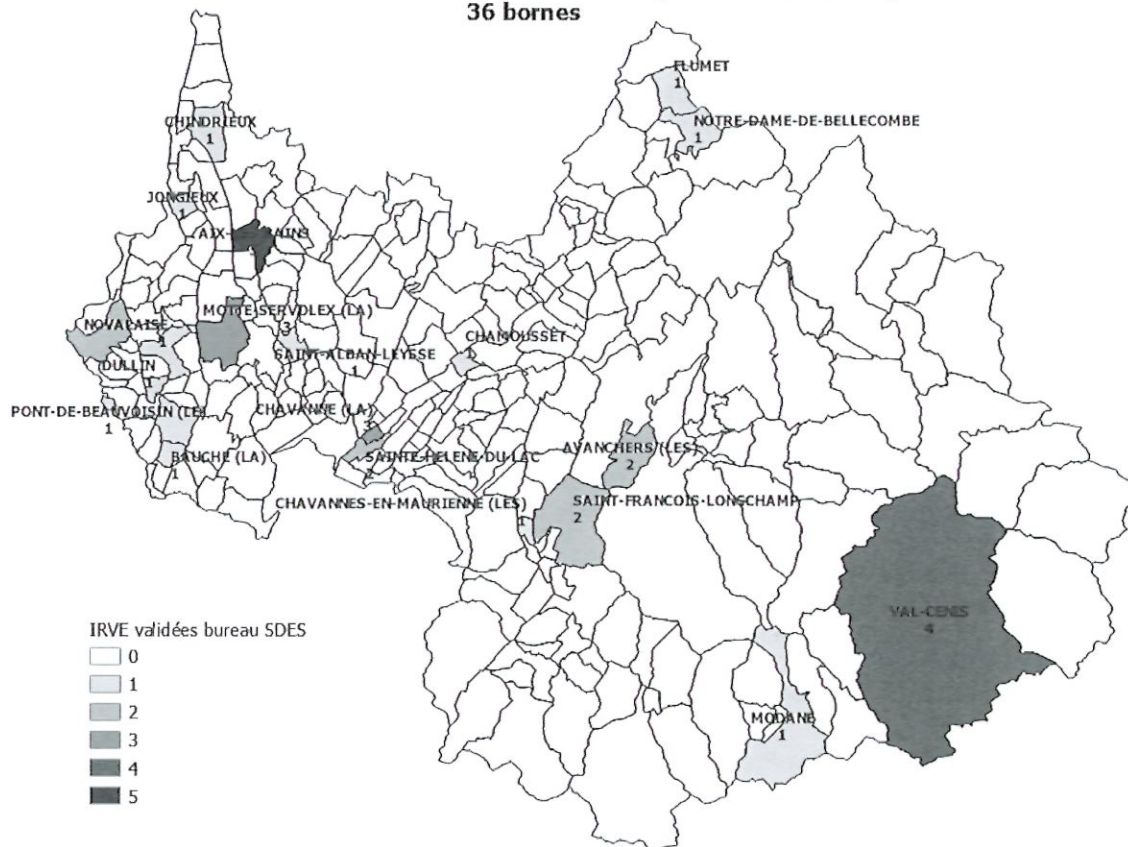 36 bornes
FLUMET
1
NOTRE-DAME-DE-BELLECOMBE
1
CHINDRIEUX
1
JONGIEUX
1
MOTTE-SERVOLEX (LA)
3
NOVALAISE
1
CHAMOUSSET
1
SAINT-ALBAN-LEYSSE
1
DULLIN
1
PONT-DE-BEAUVOISIN (LE)
1
CHAVANNE (LA)
3
BAUCHE (LA)
1
SAINTE-HELENE-DU-LAC
2
AVANCHERS (LES)
2
CHAVANNES-EN-MAURIENNE (LES)
1
SAINT-FRANCOIS-LONGCHAMP
2
VAL-CENIS
4
MODANE
1
IRVE validées bureau SDES
0
1
2
3
4
5